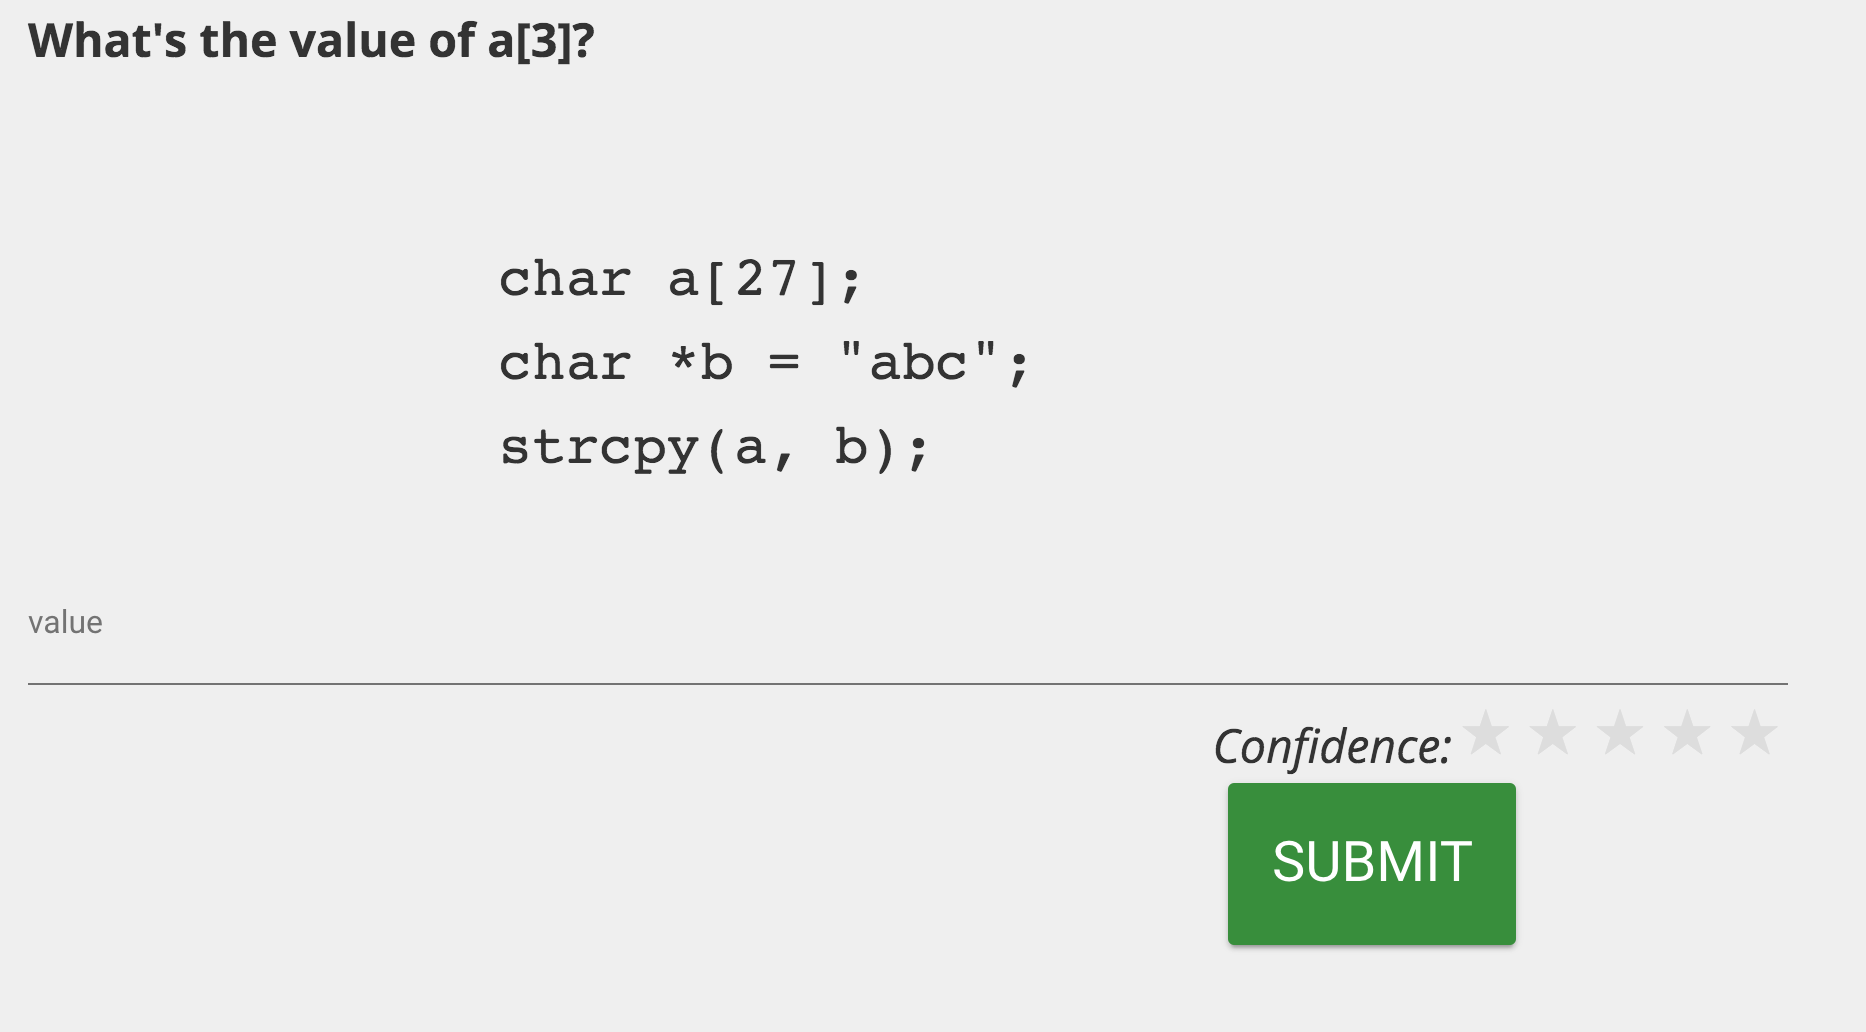 What's the value of a[3]?
char a[27];
char *b = "abc";
strcpy(a, b);
value
Confidence:
SUBMIT